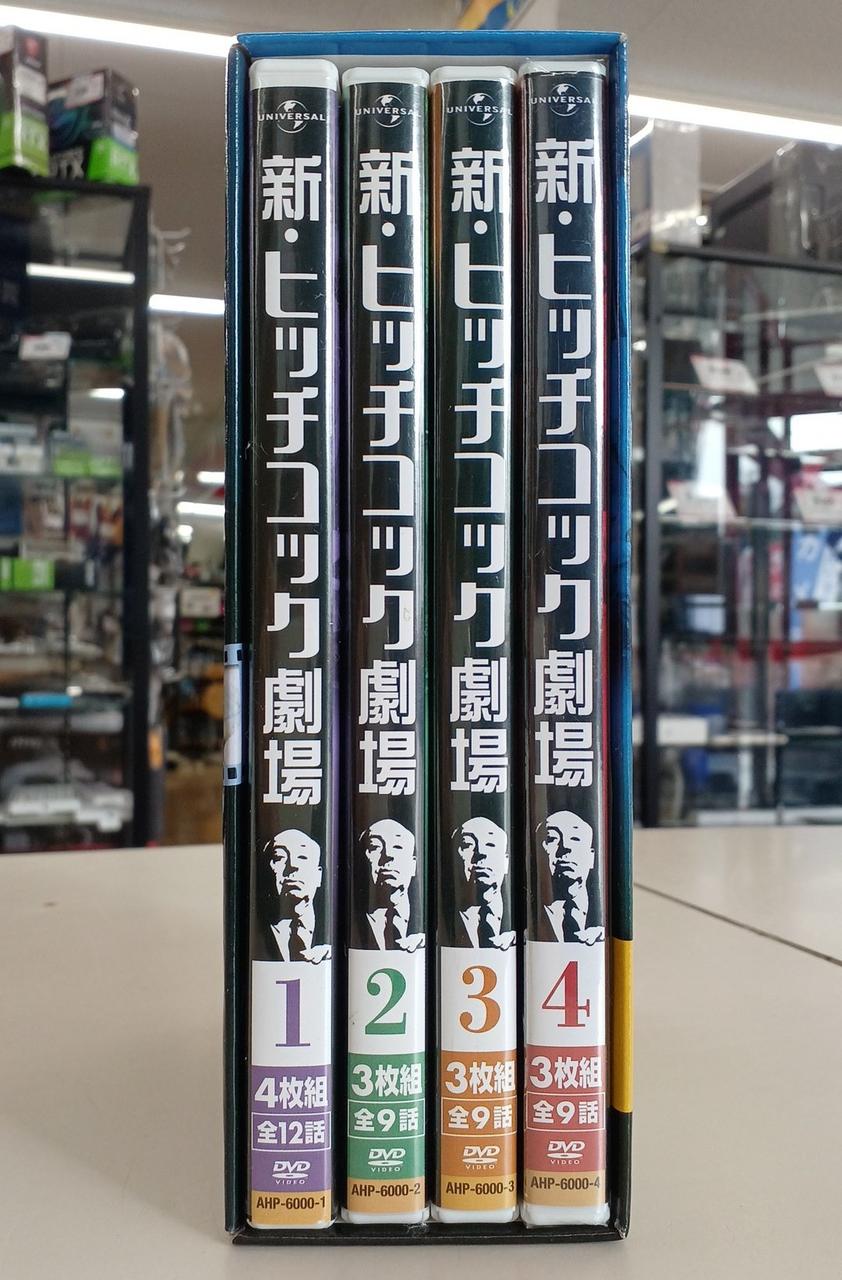 UNIVERSAL
新・ヒッチコック劇場
1
4枚組
全12話
DVD
VIDEO
AHP-6000-1
UNIVERSAL
新・ヒッチコック劇場
2
3枚組
全9話
DVD
VIDEO
AHP-6000-2
UNIVERSAL
新・ヒッチコック劇場
3
3枚組
全9話
DVD
VIDEO
AHP-6000-3
UNIVERSAL
新・ヒッチコック劇場
4
3枚組
全9話
DVD
VIDEO
AHP-6000-4